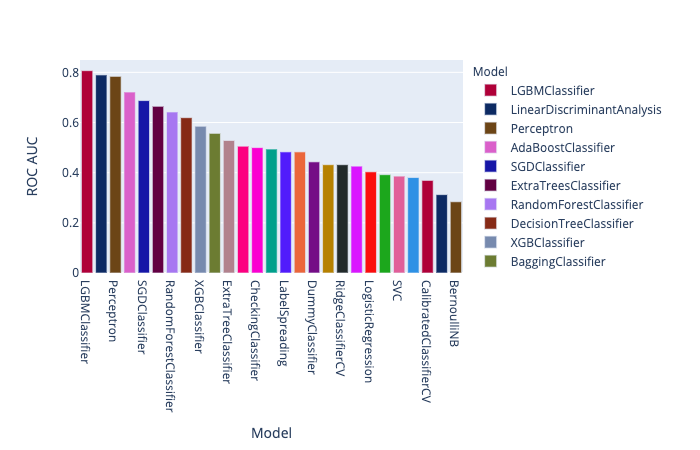 ROC AUC
0.8
0.6
0.4
0.2
0
LGBMClassifier
Perceptron
SGDClassifier
RandomForestClassifier
XGBClassifier
ExtraTreeClassifier
CheckingClassifier
LabelSpreading
DummyClassifier
RidgeClassifierCV
LogisticRegression
SVC
CalibratedClassifierCV
BernoulliNB
Model
Model
LGBMClassifier
LinearDiscriminantAnalysis
Perceptron
AdaBoostClassifier
SGDClassifier
ExtraTreesClassifier
RandomForestClassifier
DecisionTreeClassifier
XGBClassifier
BaggingClassifier